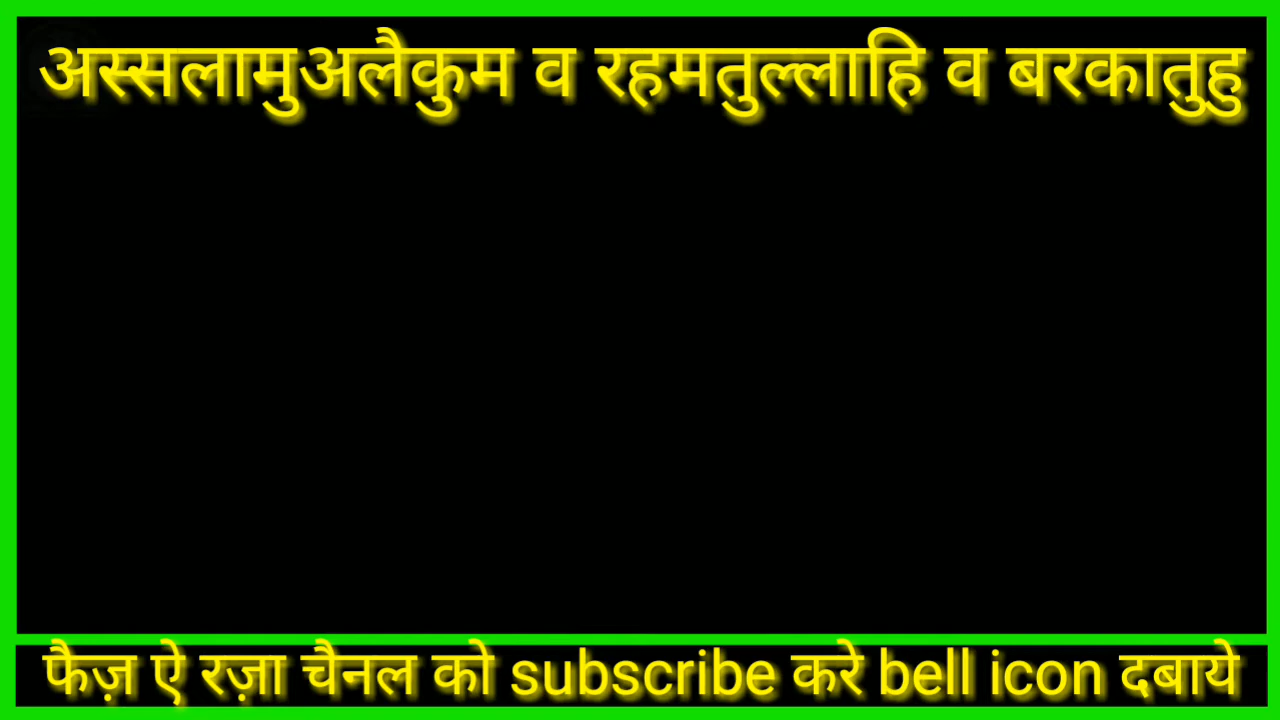 अस्सलामुअलैकुम व रहमतुल्लाहि व बरकातुहु
फैज़ ऐ रज़ा चैनल को subscribe करे bell icon दबाये